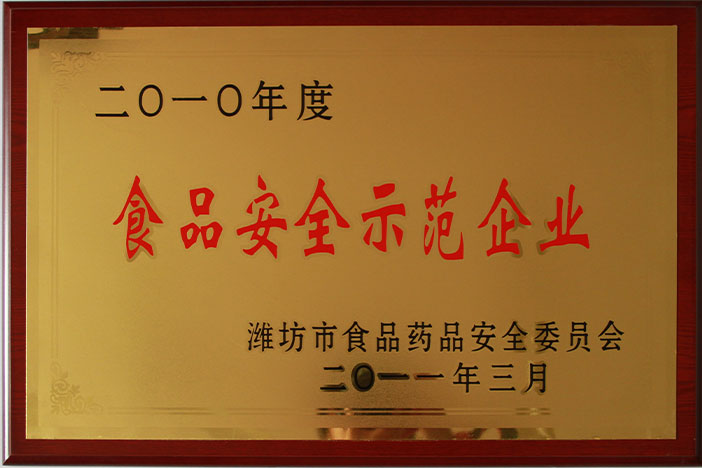 二〇一〇年度
食品安全示范企业
潍坊市食品药品安全委员会
二〇一一年三月